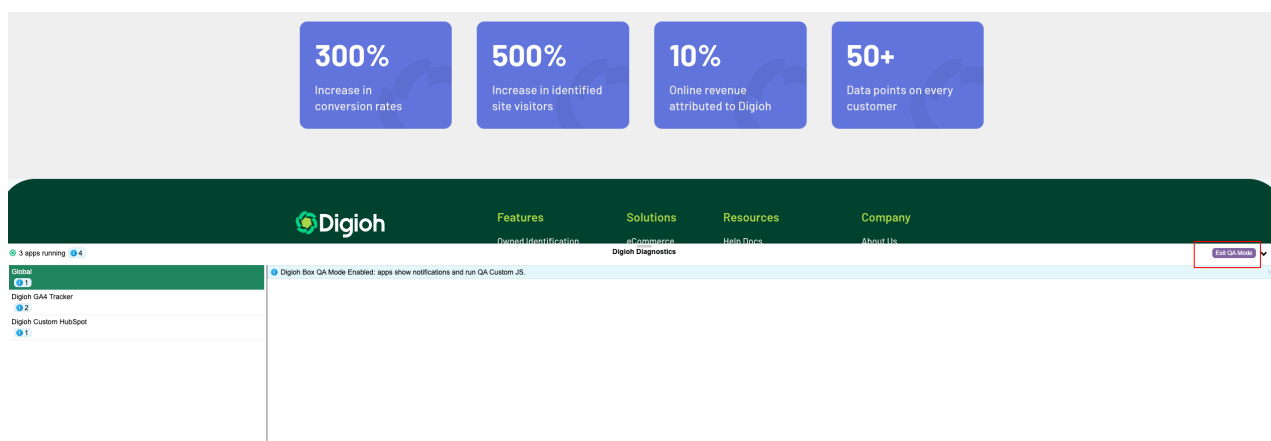 300%
Increase in
conversion rates
500%
Increase in identified
site visitors
10%
Online revenue
attributed to Digioh
50+
Data points on every
customer
Digioh
Features
Solutions
Resources
Company
Owned Identification
eCommerce
Help Docs
About Us
3 apps running 4
Digioh Diagnostics
Exit QA Mode
Global
1
Digioh GA4 Tracker
2
Digioh Custom HubSpot
1
Digioh Box QA Mode Enabled: apps show notifications and run QA Custom JS.